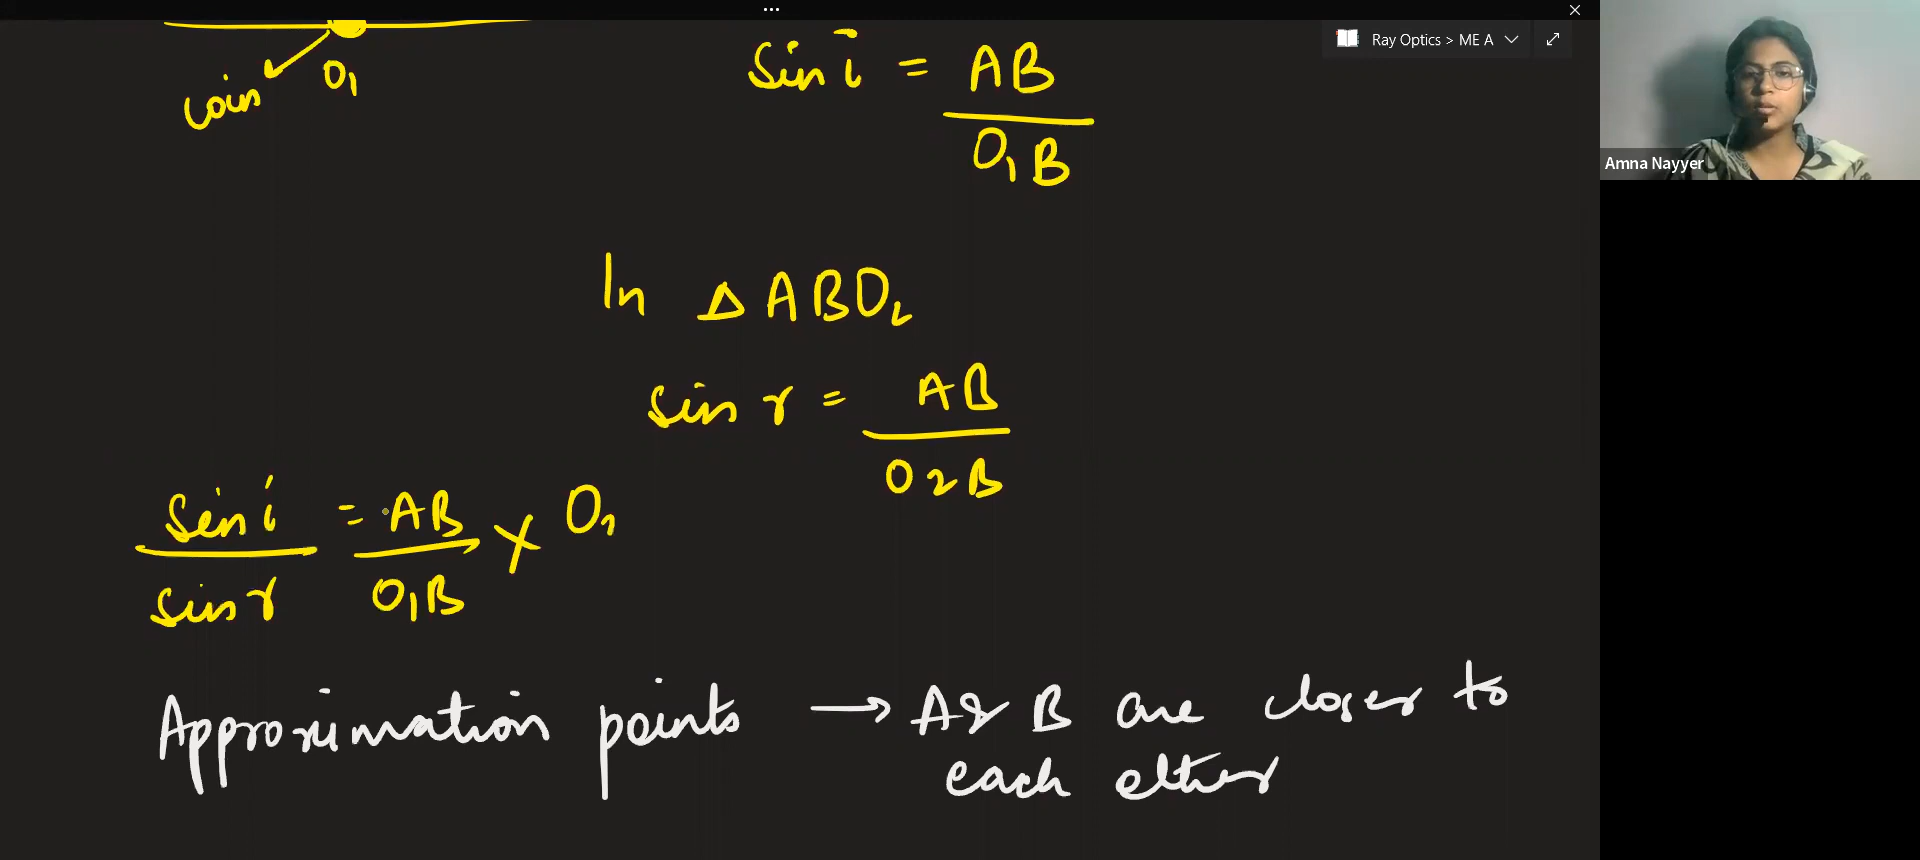 ...
Ray Optics > ME A
Amna Nayyer
coin O₁
sin i = AB
O₁B
In Δ ABO₂
sin r = AB
O2B
sin i = AB × O₂
sin r O₁B
Approximation points → A & B are closer to
each other